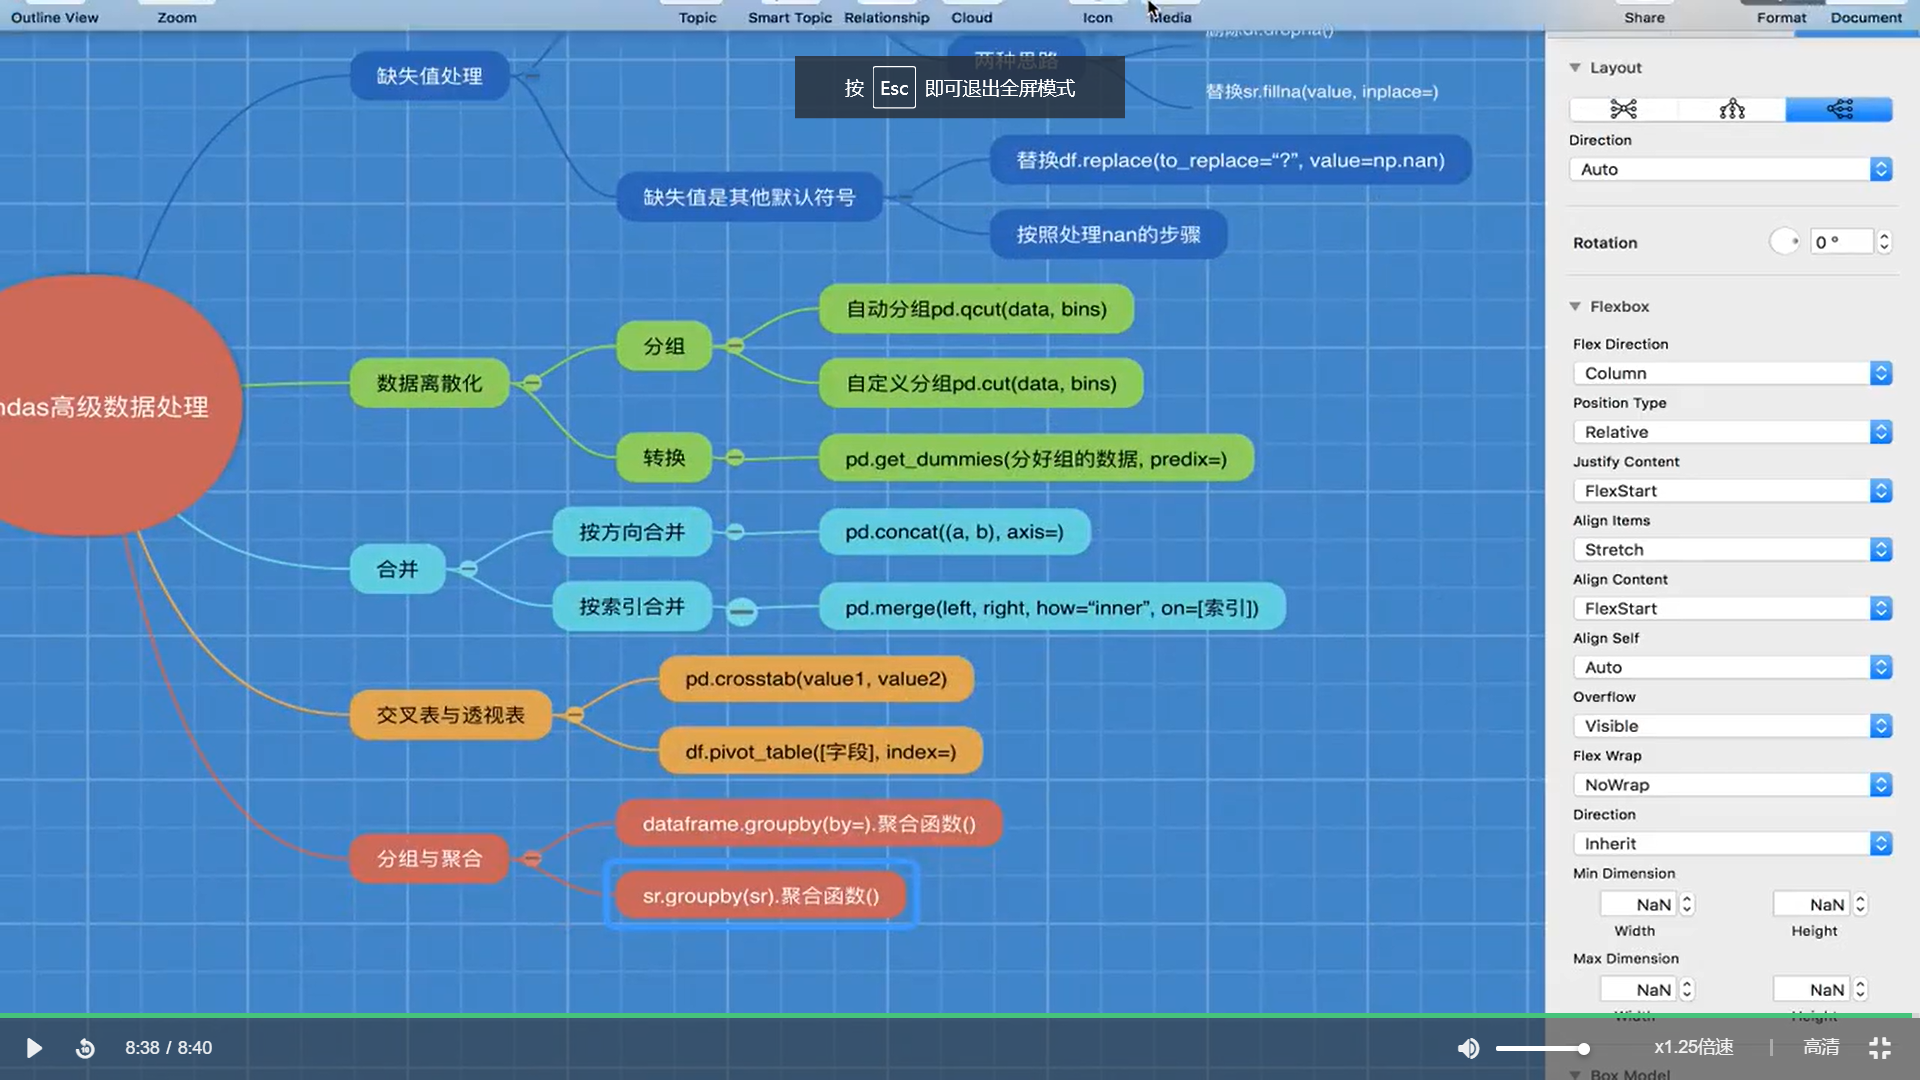 Outline View
Zoom
Topic
Smart Topic
Relationship
Cloud
Icon
Media
Share
Format
Document
缺失值处理
两种思路
删除df.dropna()
替换sr.fillna(value, inplace=)
按 Esc 即可退出全屏模式
缺失值是其他默认符号
替换df.replace(to_replace=“?”, value=np.nan)
按照处理nan的步骤
ndas高级数据处理
数据离散化
分组
自动分组pd.qcut(data, bins)
自定义分组pd.cut(data, bins)
转换
pd.get_dummies(分好组的数据, predix=)
合并
按方向合并
pd.concat((a, b), axis=)
按索引合并
pd.merge(left, right, how=“inner”, on=[索引])
交叉表与透视表
pd.crosstab(value1, value2)
df.pivot_table([字段], index=)
分组与聚合
dataframe.groupby(by=).聚合函数()
sr.groupby(sr).聚合函数()
Layout
Direction
Auto
Rotation
0 °
Flexbox
Flex Direction
Column
Position Type
Relative
Justify Content
FlexStart
Align Items
Stretch
Align Content
FlexStart
Align Self
Auto
Overflow
Visible
Flex Wrap
NoWrap
Direction
Inherit
Min Dimension
NaN
NaN
Width
Height
Max Dimension
NaN
NaN
Width
Height
Box Model
8:38 / 8:40
x1.25倍速
高清